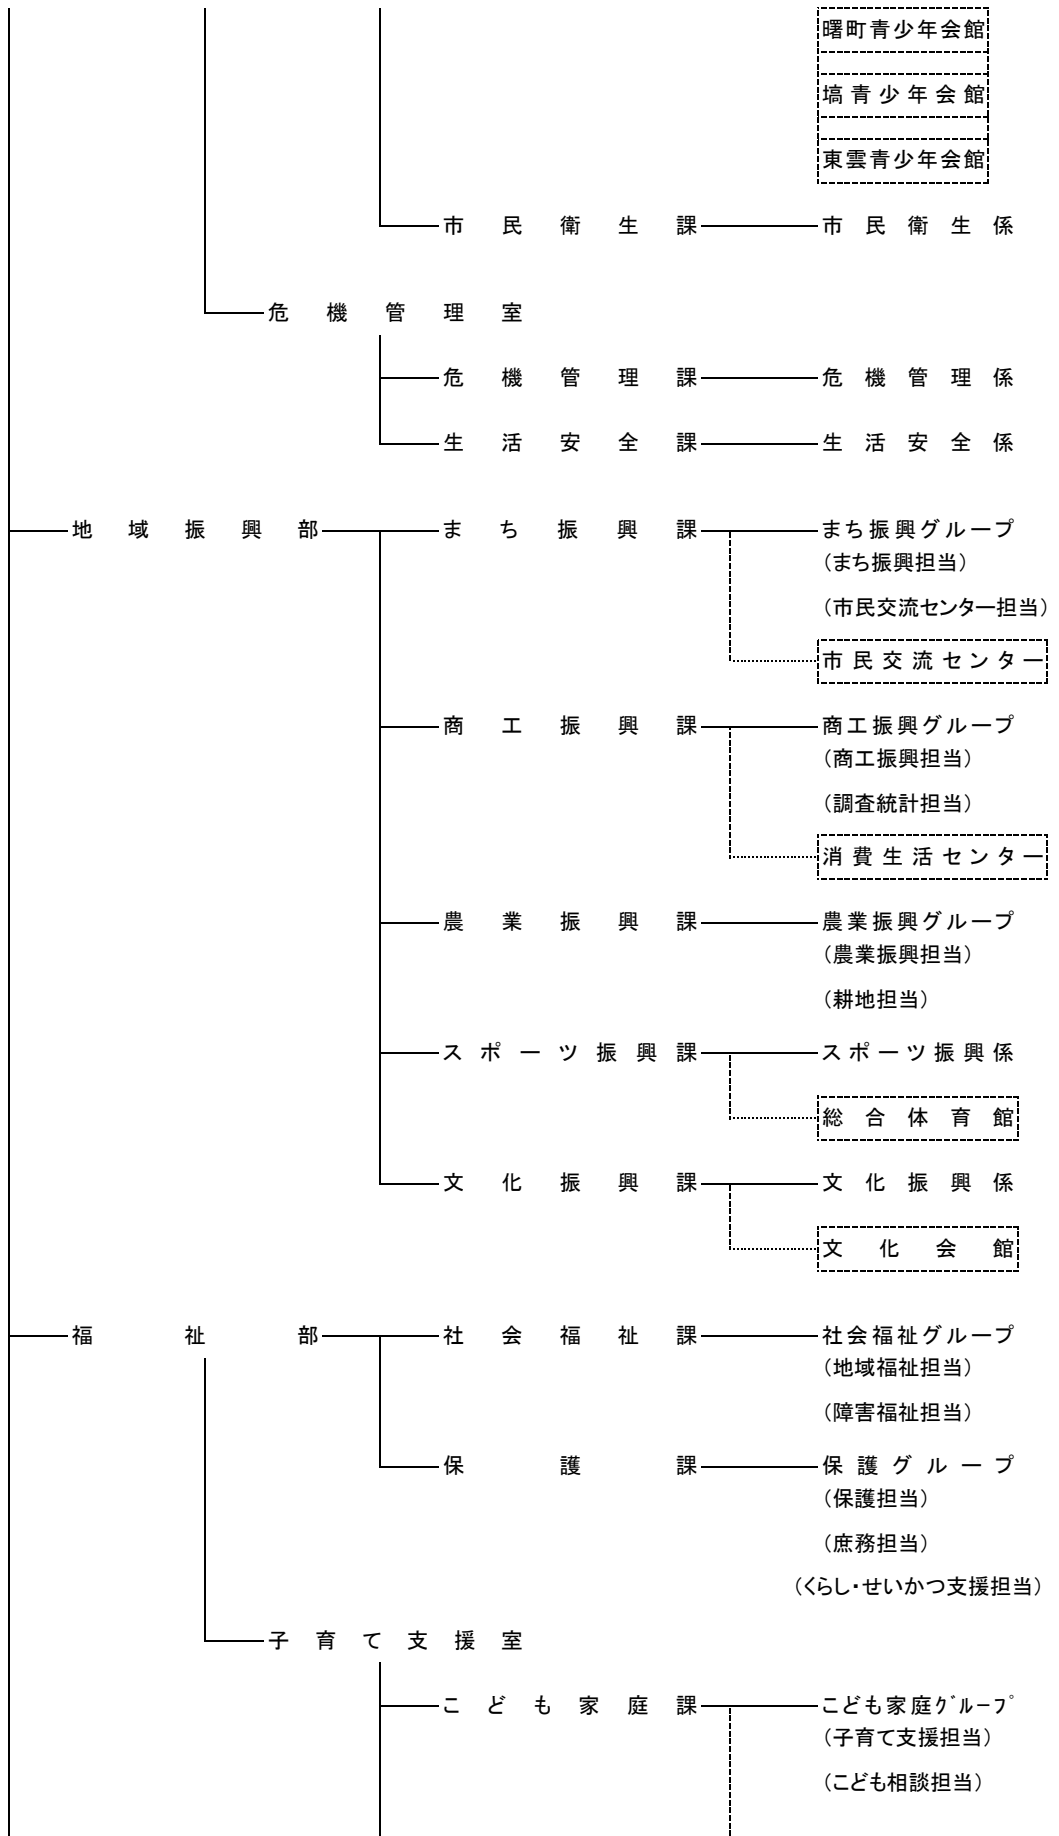 曙町青少年会館
塙青少年会館
東雲青少年会館
市民衛生課 市民衛生係
危機管理室
危機管理課 危機管理係
生活安全課 生活安全係
地域振興部 まち振興課 まち振興グループ
（まち振興担当）
（市民交流センター担当）
市民交流センター
商工振興課 商工振興グループ
（商工振興担当）
（調査統計担当）
消費生活センター
農業振興課 農業振興グループ
（農業振興担当）
（耕地担当）
スポーツ振興課 スポーツ振興係
総合体育館
文化振興課 文化振興係
文化会館
福祉部 社会福祉課 社会福祉グループ
（地域福祉担当）
（障害福祉担当）
保護課 保護グループ
（保護担当）
（庶務担当）
（くらし・せいかつ支援担当）
子育て支援室
こども家庭課 こども家庭ｸﾞﾙｰﾌﾟ
（子育て支援担当）
（こども相談担当）